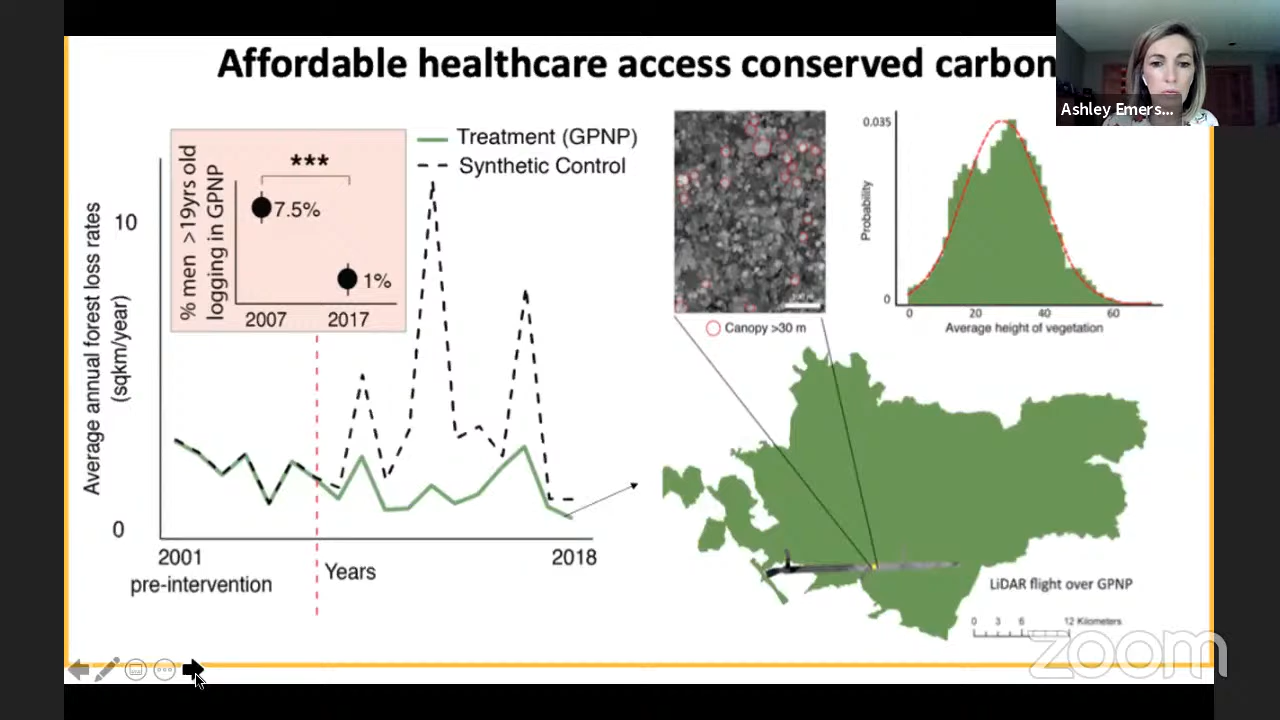 Affordable healthcare access conserved carbon
Ashley Emers...
Treatment (GPNP)
Synthetic Control
% men >19yrs old
logging in GPNP
***
7.5%
1%
2007
2017
Average annual forest loss rates
(sqkm/year)
10
0
2001
2018
pre-intervention
Years
Canopy >30 m
0.035
Probability
0
0
20
40
60
Average height of vegetation
LiDAR flight over GPNP
0 3 6 12 Kilometers
zoom